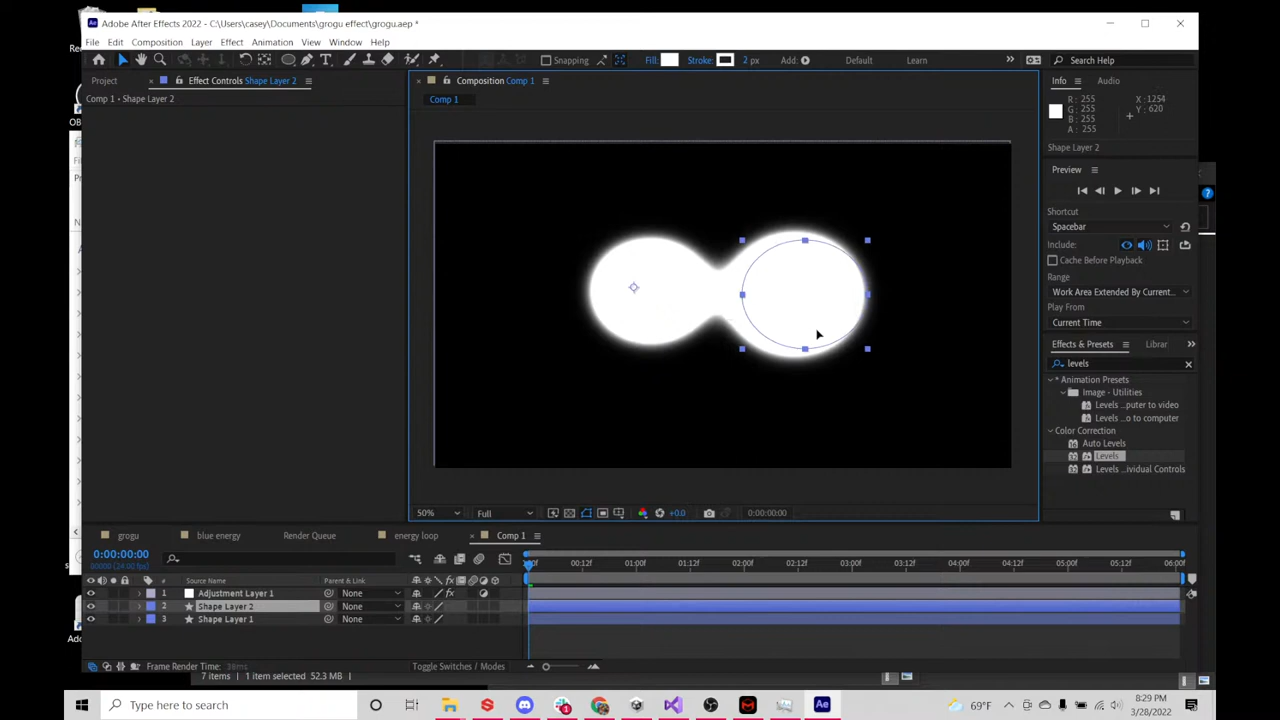 Adobe After Effects 2022 - C:\Users\casey\Documents\grogu effect\grogu.aep *
File Edit Composition Layer Effect Animation View Window Help
Snapping Fill: Stroke: 2 px Add: Default Learn Search Help
Project Effect Controls Shape Layer 2
Comp 1 • Shape Layer 2
Composition Comp 1
Comp 1
Info Audio
R: 255
G: 255
B: 255
A: 255
X: 1254
Y: 620
Shape Layer 2
Preview
Shortcut
Spacebar
Include:
Cache Before Playback
Range
Work Area Extended By Current...
Play From
Current Time
Effects & Presets Librar
levels
* Animation Presets
Image - Utilities
Levels ...puter to video
Levels ...o to computer
Color Correction
Auto Levels
Levels
Levels ...ividual Controls
50% Full +0.0 0:00:00:00
grogu blue energy Render Queue energy loop Comp 1
0:00:00:00
00000 (24.00 fps)
00f 00:12f 01:00f 01:12f 02:00f 02:12f 03:00f 03:12f 04:00f 04:12f 05:00f 05:12f 06:00f
# Source Name Parent & Link
1 Adjustment Layer 1 None
2 Shape Layer 2 None
3 Shape Layer 1 None
Frame Render Time: 38ms Toggle Switches / Modes
7 items 1 item selected 52.3 MB
Type here to search
69°F
8:29 PM
3/28/2022